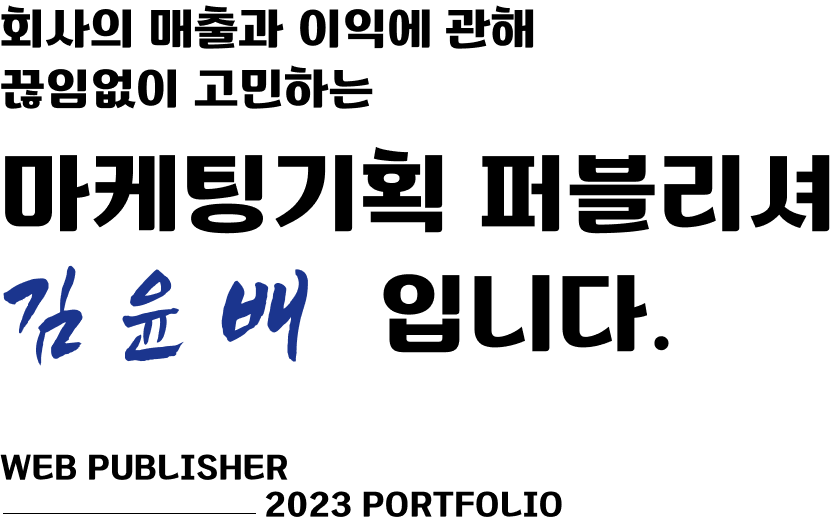 회사의 매출과 이익에 관해
끊임없이 고민하는
마케팅기획 퍼블리셔
김윤배 입니다.
WEB PUBLISHER
2023 PORTFOLIO